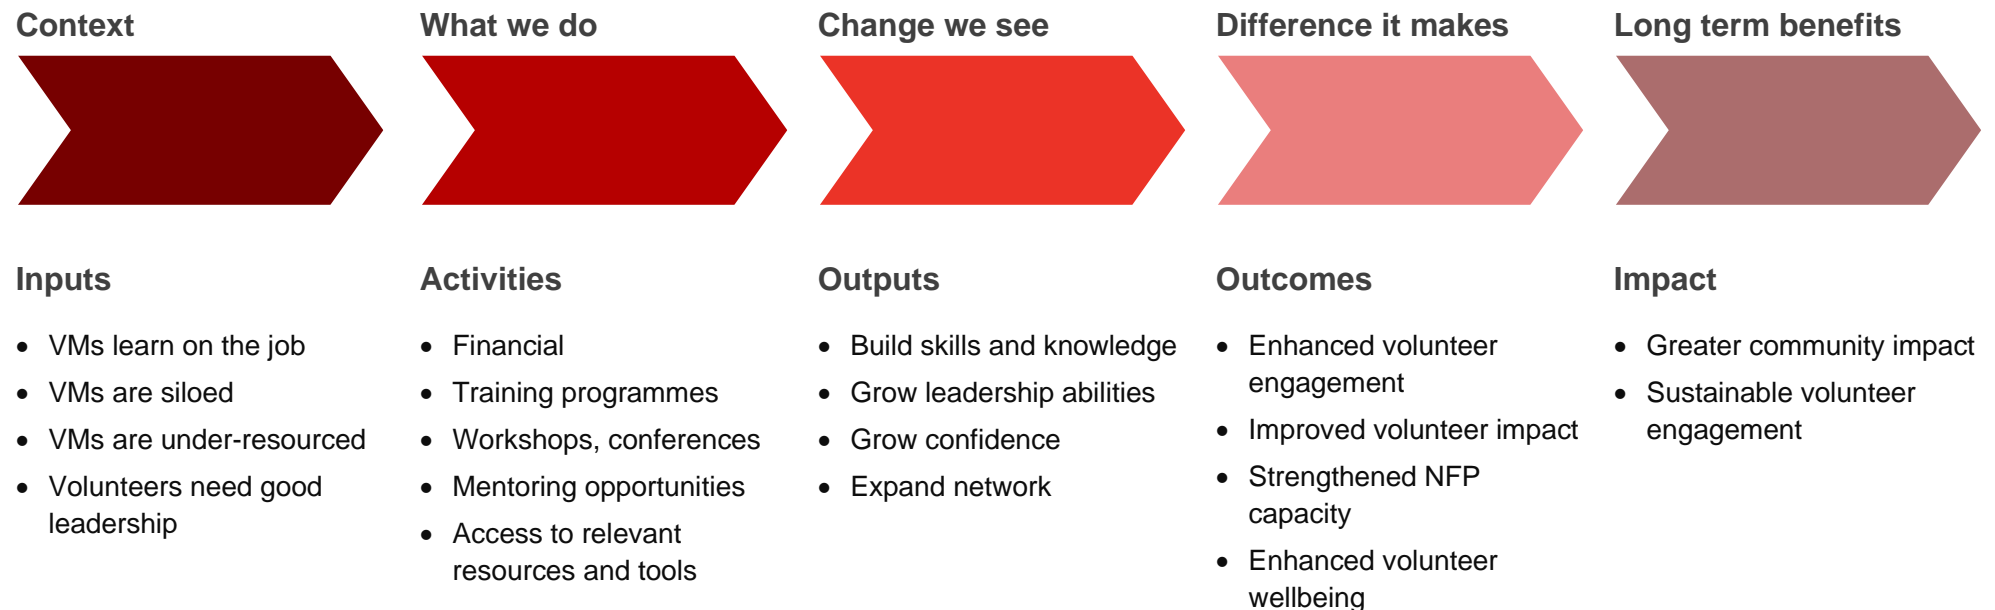 Context
What we do
Change we see
Difference it makes
Long term benefits
Inputs
• VMs learn on the job
• VMs are siloed
• VMs are under-resourced
• Volunteers need good
leadership
Activities
• Financial
• Training programmes
• Workshops, conferences
• Mentoring opportunities
• Access to relevant
resources and tools
Outputs
• Build skills and knowledge
• Grow leadership abilities
• Grow confidence
• Expand network
Outcomes
• Enhanced volunteer
engagement
• Improved volunteer impact
• Strengthened NFP
capacity
• Enhanced volunteer
wellbeing
Impact
• Greater community impact
• Sustainable volunteer
engagement